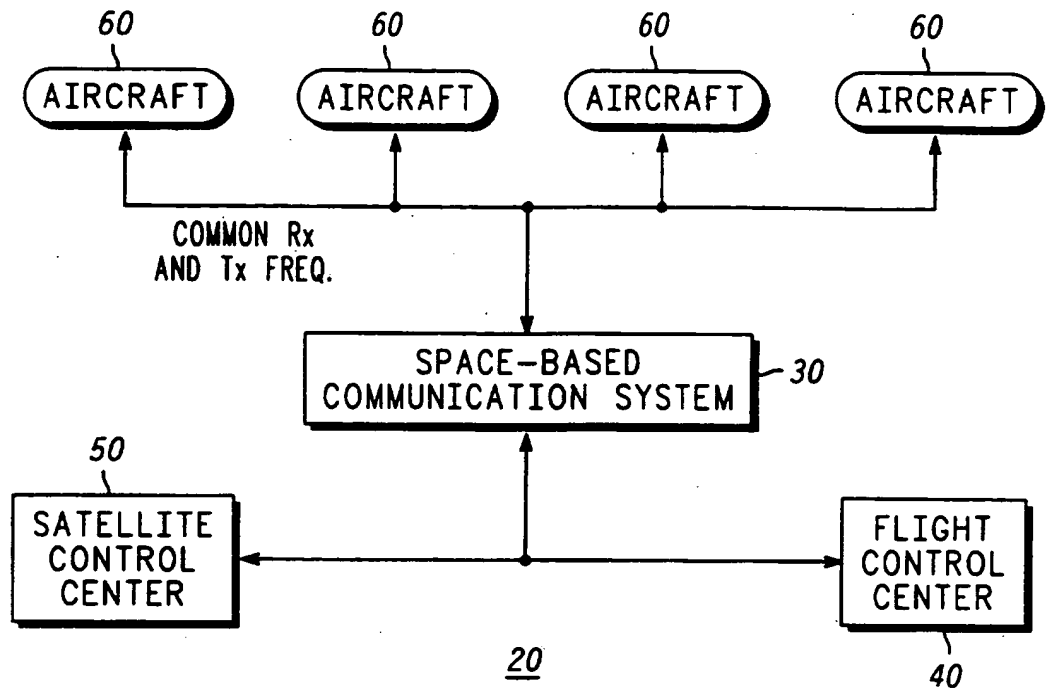 60 60 60 60
AIRCRAFT AIRCRAFT AIRCRAFT AIRCRAFT
COMMON Rx
AND Tx FREQ.
SPACE-BASED
COMMUNICATION SYSTEM
30
50
SATELLITE
CONTROL
CENTER
FLIGHT
CONTROL
CENTER
20
40